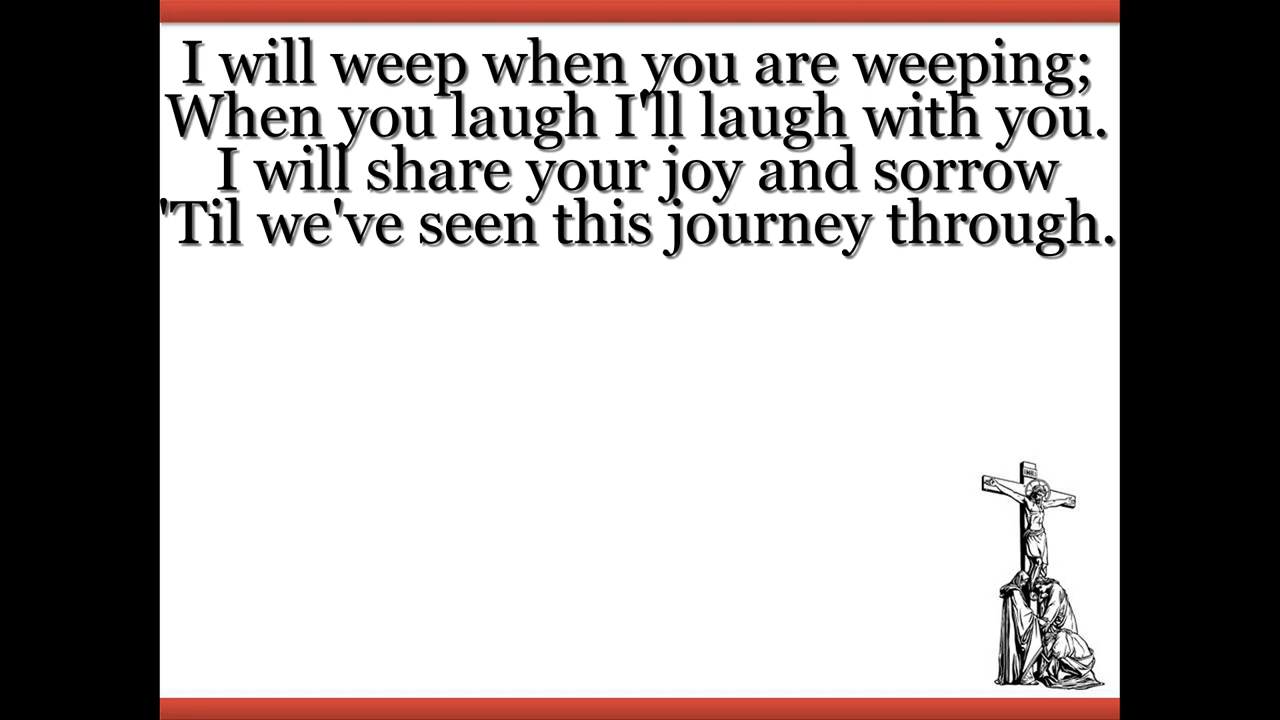 I will weep when you are weeping;
When you laugh I'll laugh with you.
I will share your joy and sorrow
'Til we've seen this journey through.